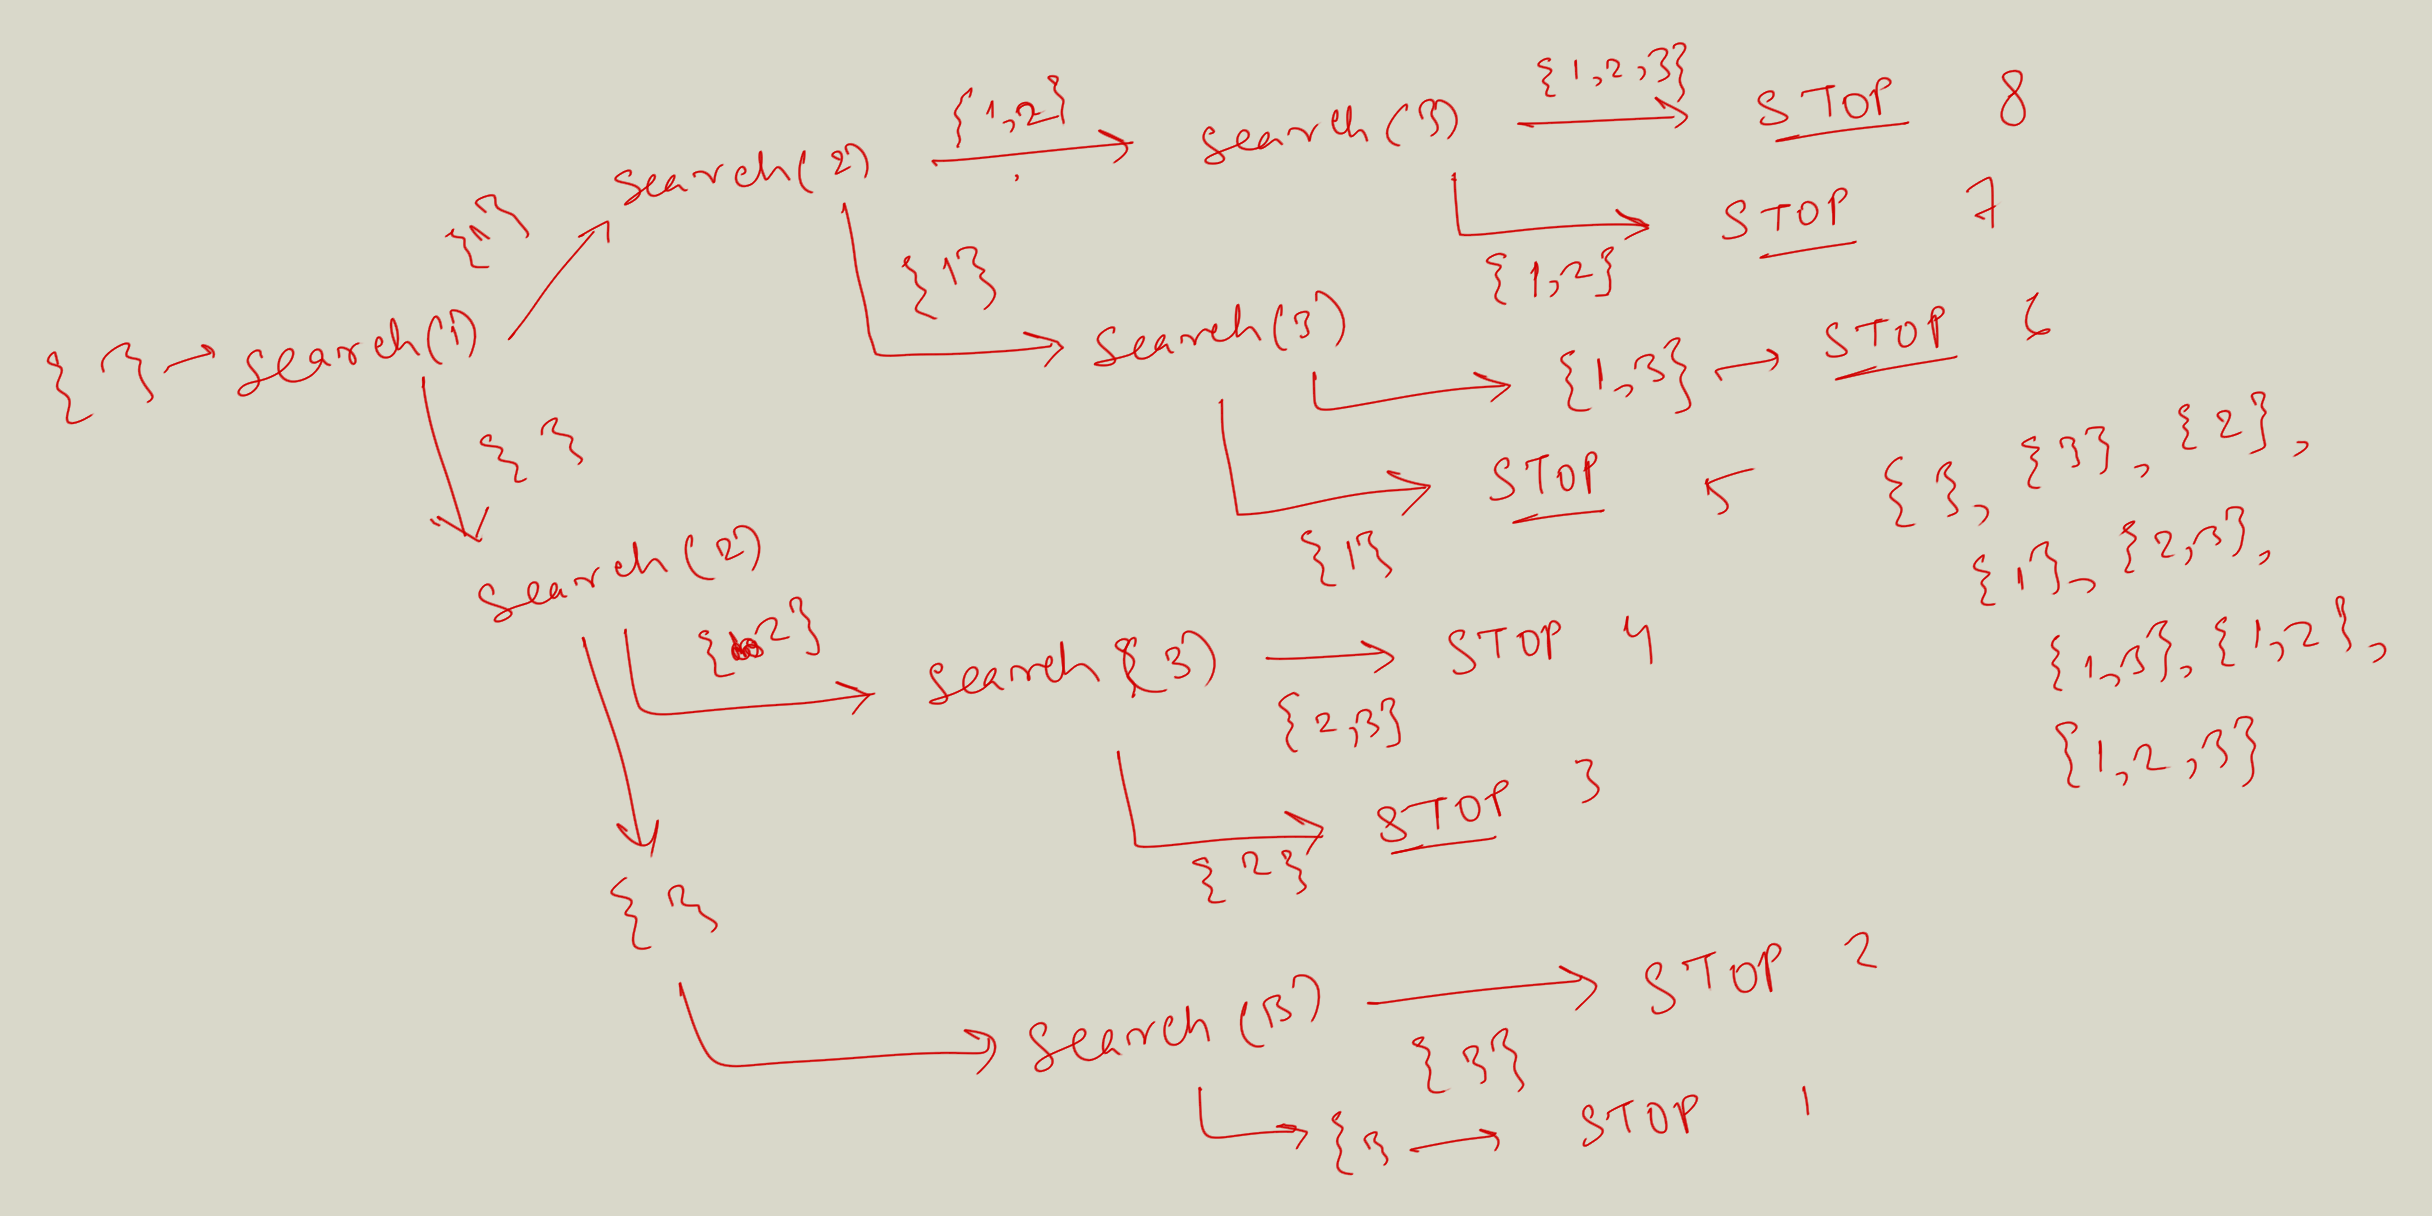 {1,2,3}
{1,2} search(3) STOP 8
{1} search(2) STOP 7
{1} {1,2}
{ } search(1) search(3) STOP 6
{1,3}
{ } {1} STOP 5 { }, {3}, {2},
search(2) {1}, {2,3},
{2} search(3) STOP 4 {1,3}, {1,2},
{2,3} {1,2,3}
STOP 3
{2}
{ }
search(3) STOP 2
{3}
{ } STOP 1